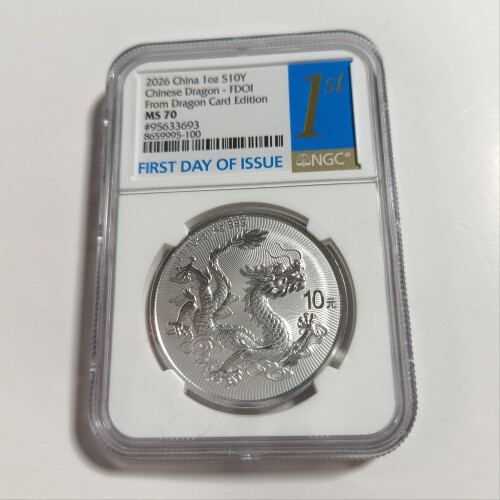 2026 China 1oz S10Y
Chinese Dragon - FDOI
From Dragon Card Edition
MS 70
#95633693
8659995-100
FIRST DAY OF ISSUE
1st
NGC®
10元